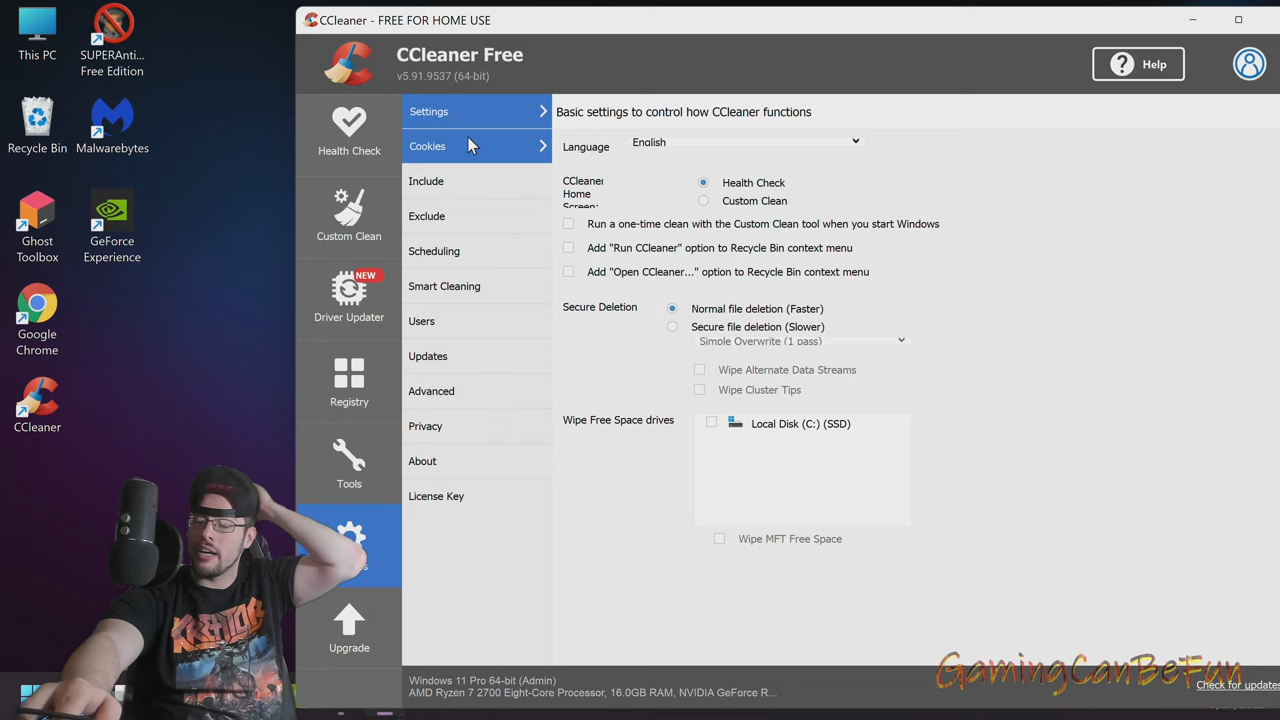 CCleaner - FREE FOR HOME USE
CCleaner Free
v5.91.9537 (64-bit)
Help
This PC
SUPERAnti...
Free Edition
Recycle Bin
Malwarebytes
Ghost
Toolbox
GeForce
Experience
Google
Chrome
CCleaner
Health Check
Custom Clean
NEW
Driver Updater
Registry
Tools
Upgrade
Settings
Cookies
Include
Exclude
Scheduling
Smart Cleaning
Users
Updates
Advanced
Privacy
About
License Key
Basic settings to control how CCleaner functions
Language
English
CCleaner
Home
Screen:
Health Check
Custom Clean
Run a one-time clean with the Custom Clean tool when you start Windows
Add "Run CCleaner" option to Recycle Bin context menu
Add "Open CCleaner..." option to Recycle Bin context menu
Secure Deletion
Normal file deletion (Faster)
Secure file deletion (Slower)
Simple Overwrite (1 pass)
Wipe Alternate Data Streams
Wipe Cluster Tips
Wipe Free Space drives
Local Disk (C:) (SSD)
Wipe MFT Free Space
KREATOR
GamingCanBeFun
Windows 11 Pro 64-bit (Admin)
AMD Ryzen 7 2700 Eight-Core Processor, 16.0GB RAM, NVIDIA GeForce R...
Check for updates